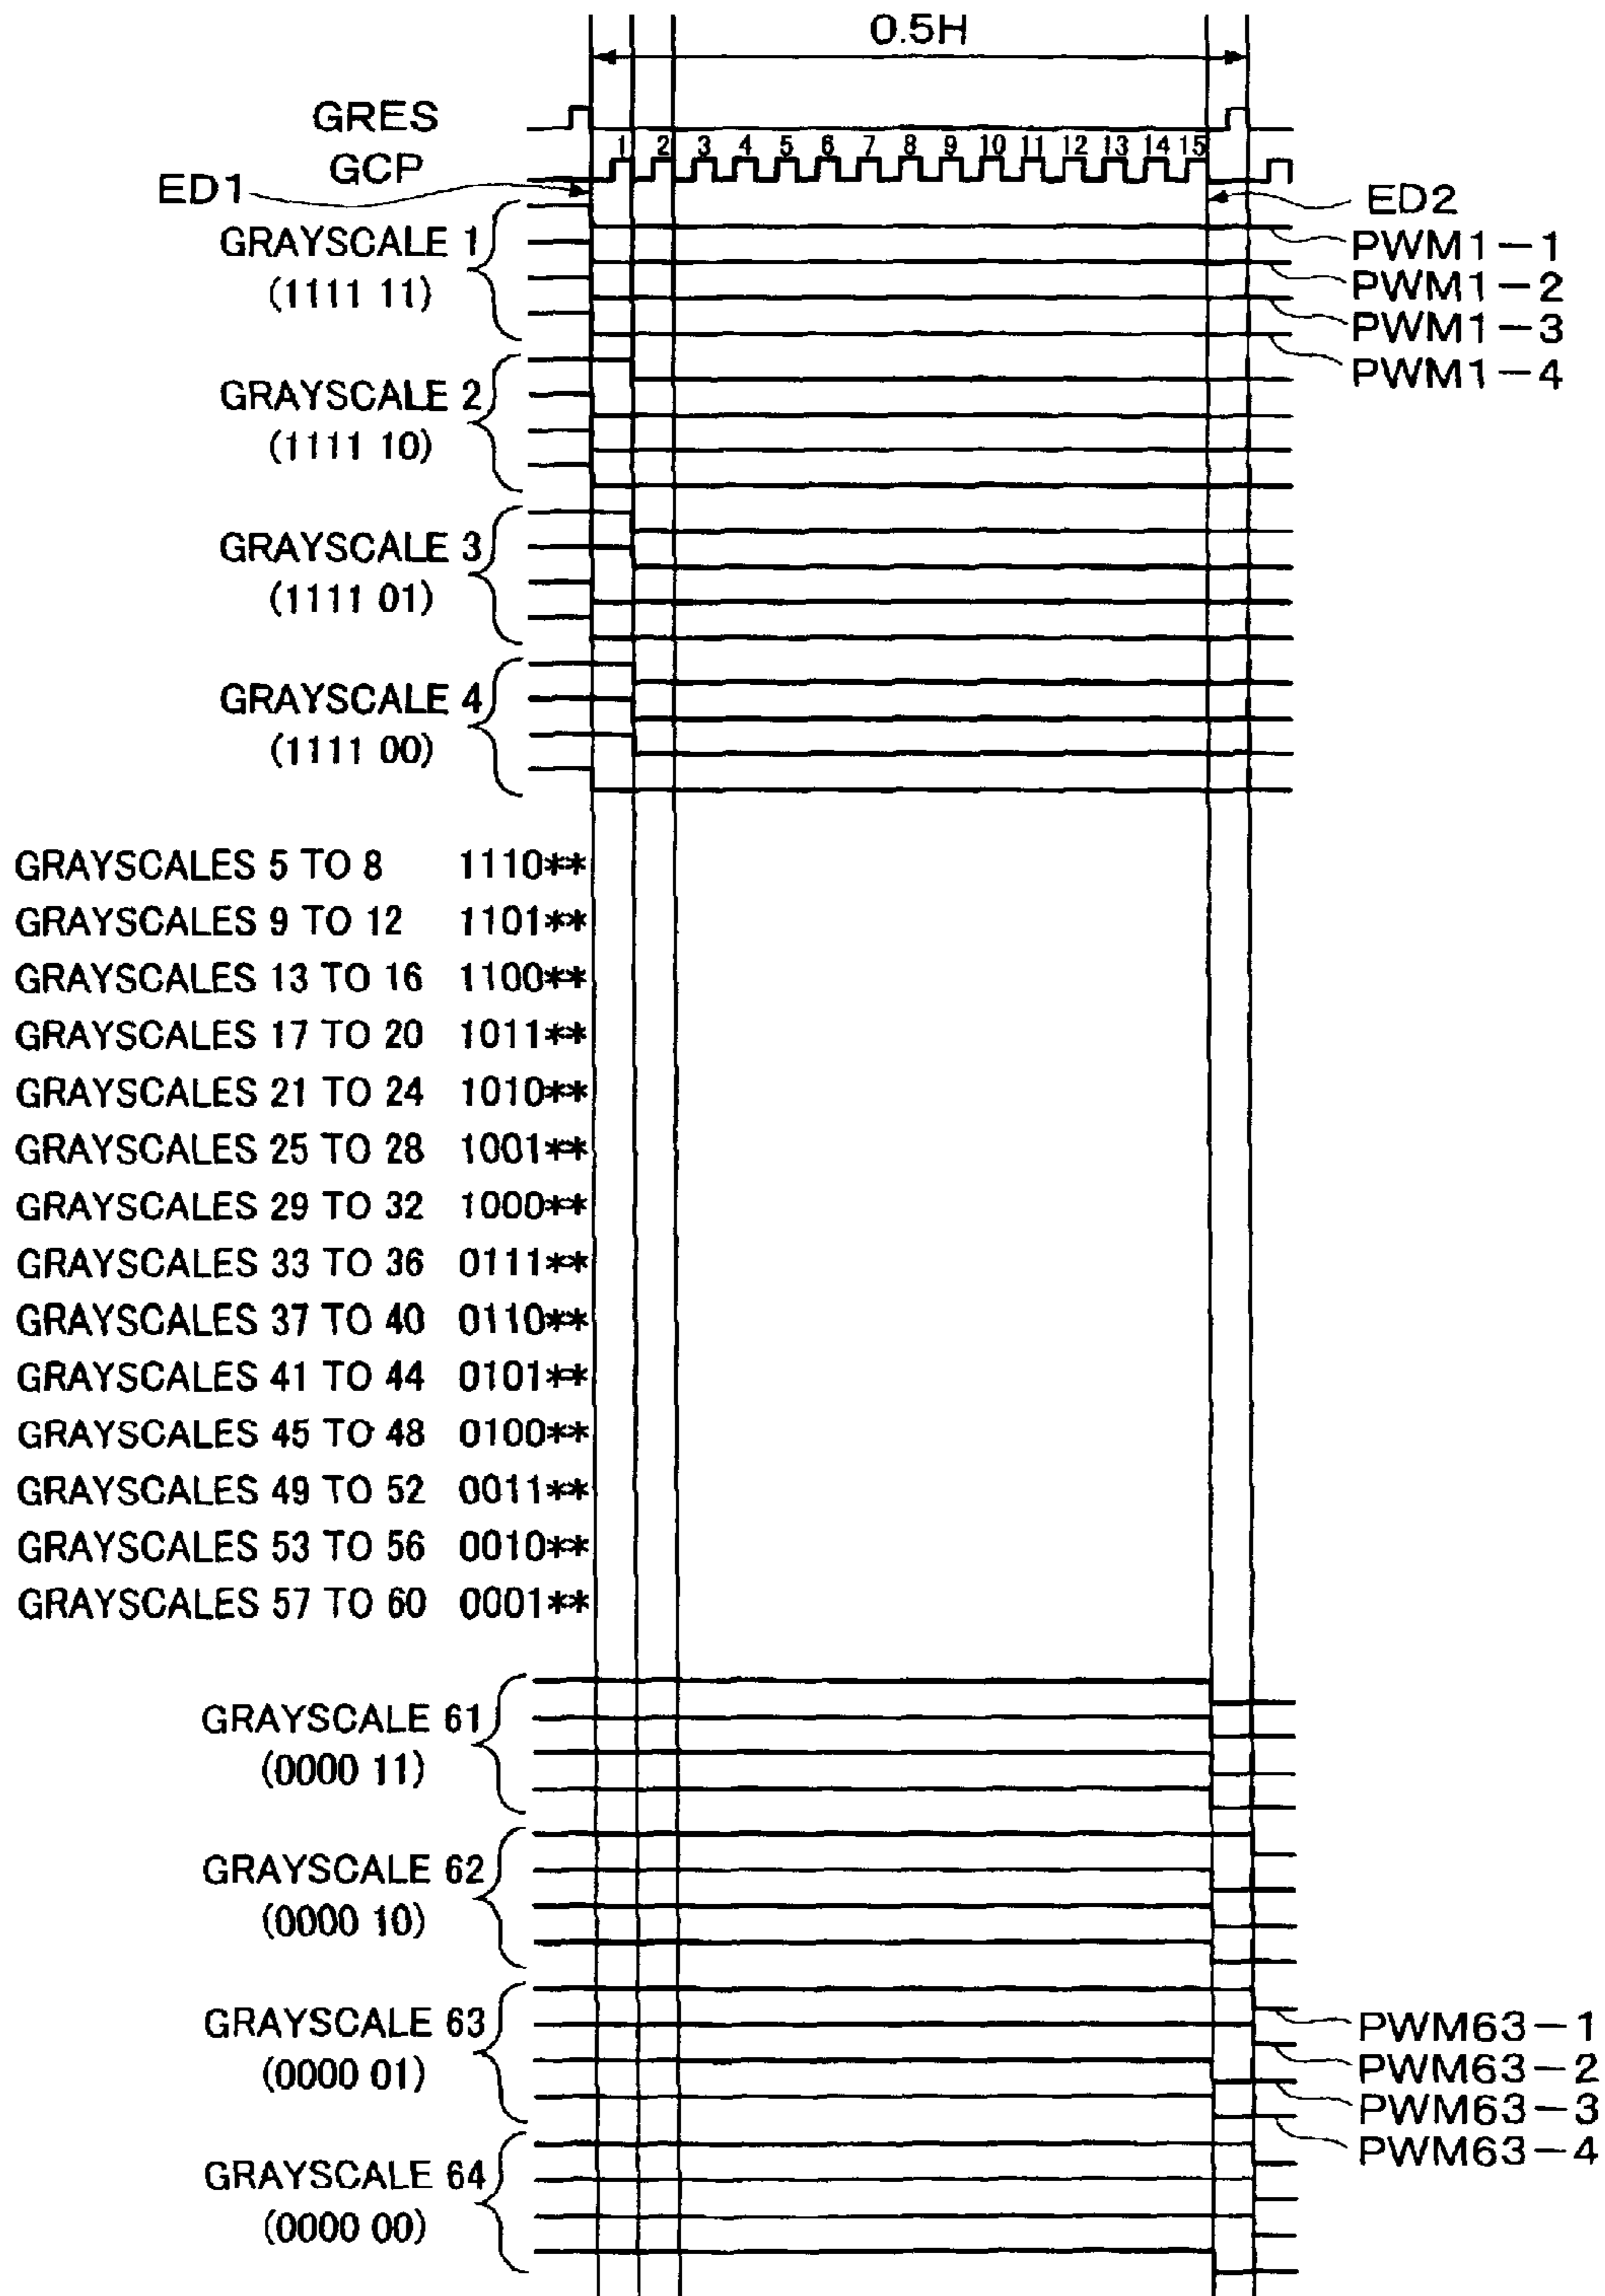 0.5H
GRES
1 2 3 4 5 6 7 8 9 10 11 12 13 14 15
GCP
ED1
ED2
GRAYSCALE 1
(1111 11)
PWM1-1
PWM1-2
PWM1-3
PWM1-4
GRAYSCALE 2
(1111 10)
GRAYSCALE 3
(1111 01)
GRAYSCALE 4
(1111 00)
GRAYSCALES 5 TO 8 1110**
GRAYSCALES 9 TO 12 1101**
GRAYSCALES 13 TO 16 1100**
GRAYSCALES 17 TO 20 1011**
GRAYSCALES 21 TO 24 1010**
GRAYSCALES 25 TO 28 1001**
GRAYSCALES 29 TO 32 1000**
GRAYSCALES 33 TO 36 0111**
GRAYSCALES 37 TO 40 0110**
GRAYSCALES 41 TO 44 0101**
GRAYSCALES 45 TO 48 0100**
GRAYSCALES 49 TO 52 0011**
GRAYSCALES 53 TO 56 0010**
GRAYSCALES 57 TO 60 0001**
GRAYSCALE 61
(0000 11)
GRAYSCALE 62
(0000 10)
GRAYSCALE 63
(0000 01)
PWM63-1
PWM63-2
PWM63-3
PWM63-4
GRAYSCALE 64
(0000 00)